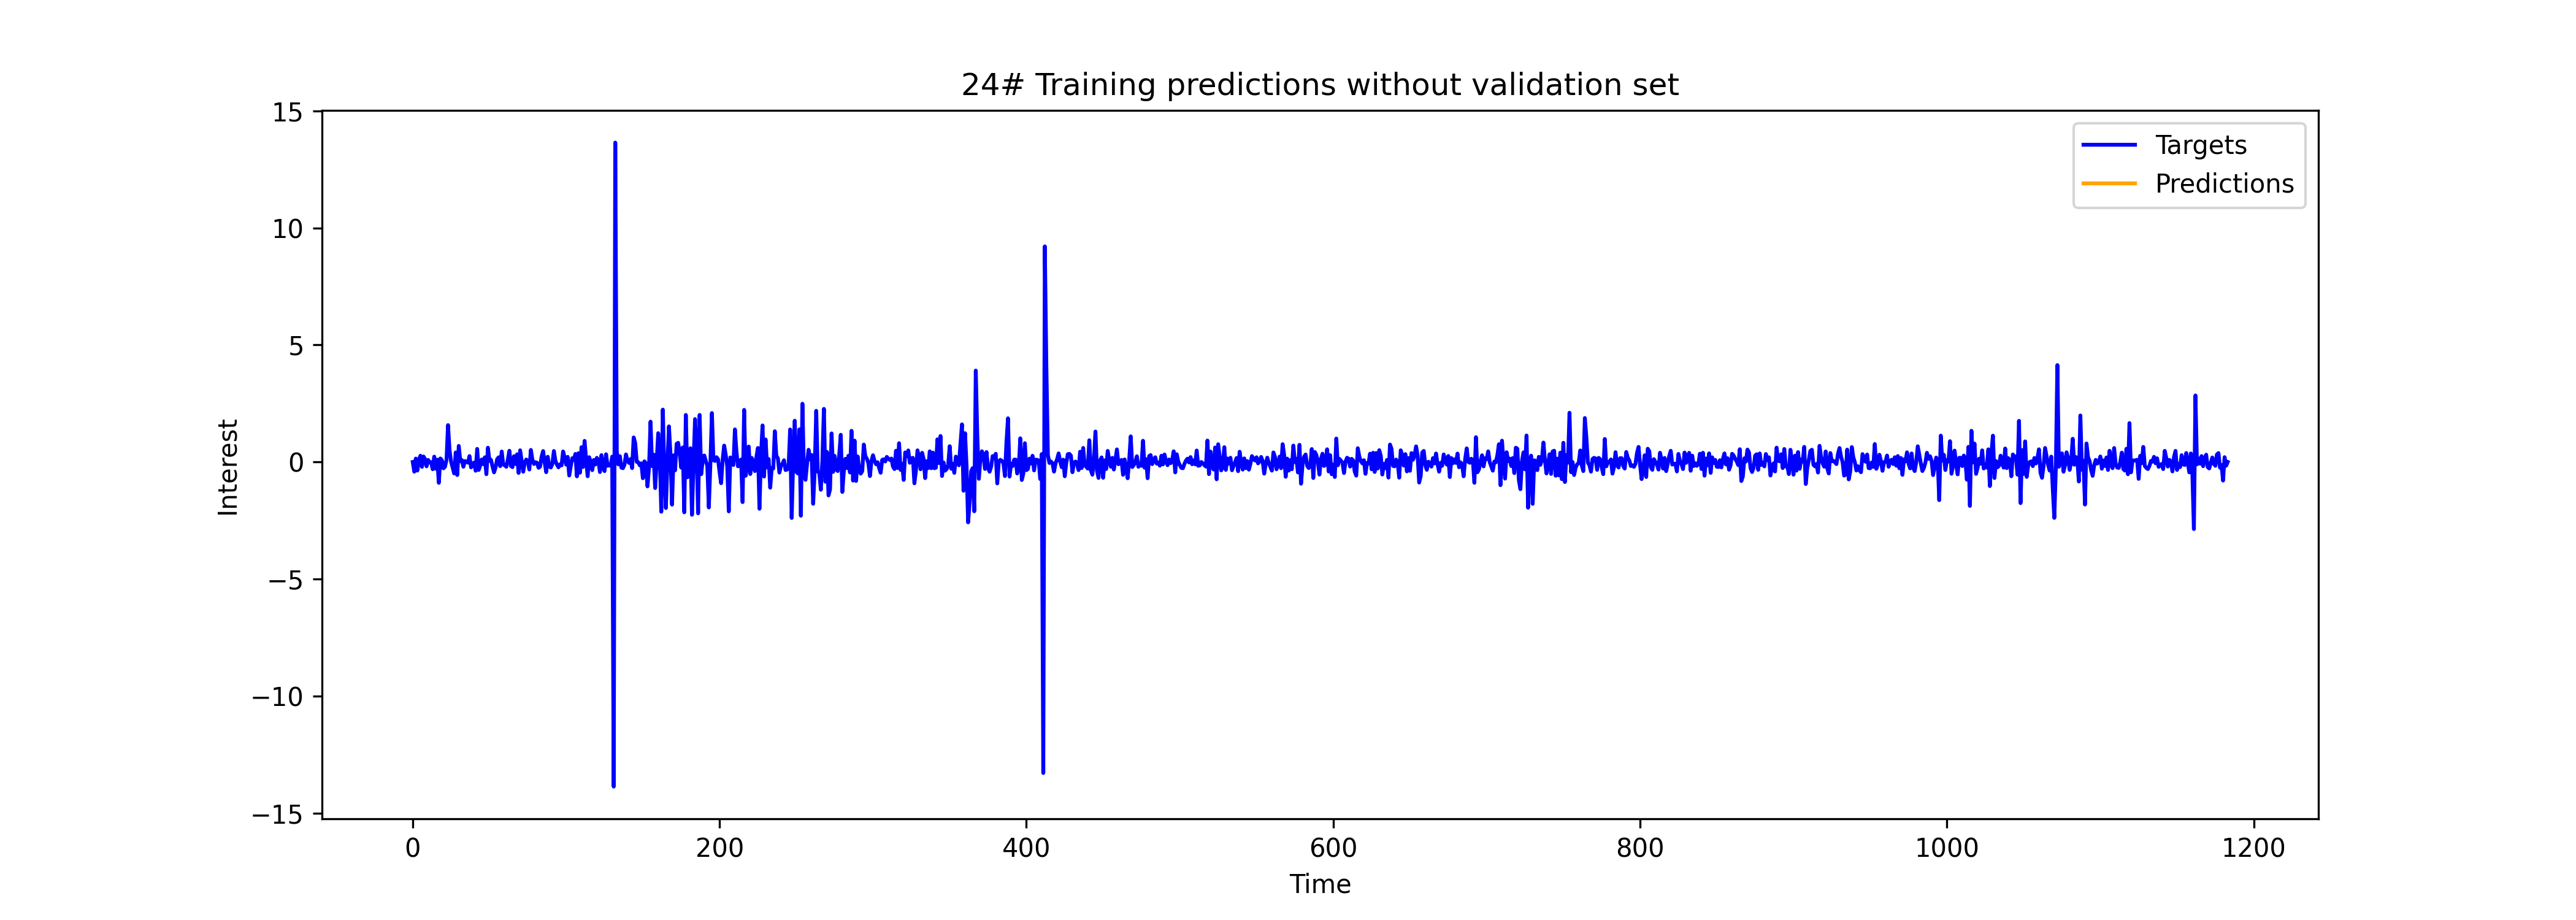 24# Training predictions without validation set
15
10
5
0
−5
−10
−15
Interest
Targets
Predictions
0 200 400 600 800 1000 1200
Time